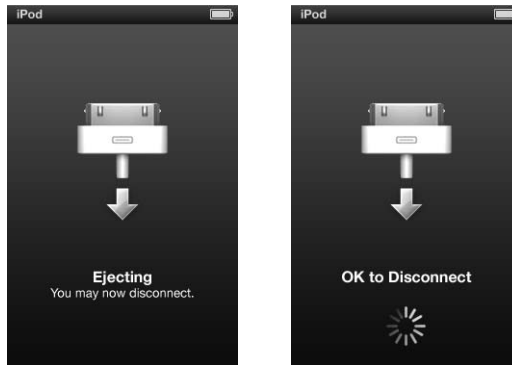 iPod
Ejecting
You may now disconnect.
iPod
OK to Disconnect